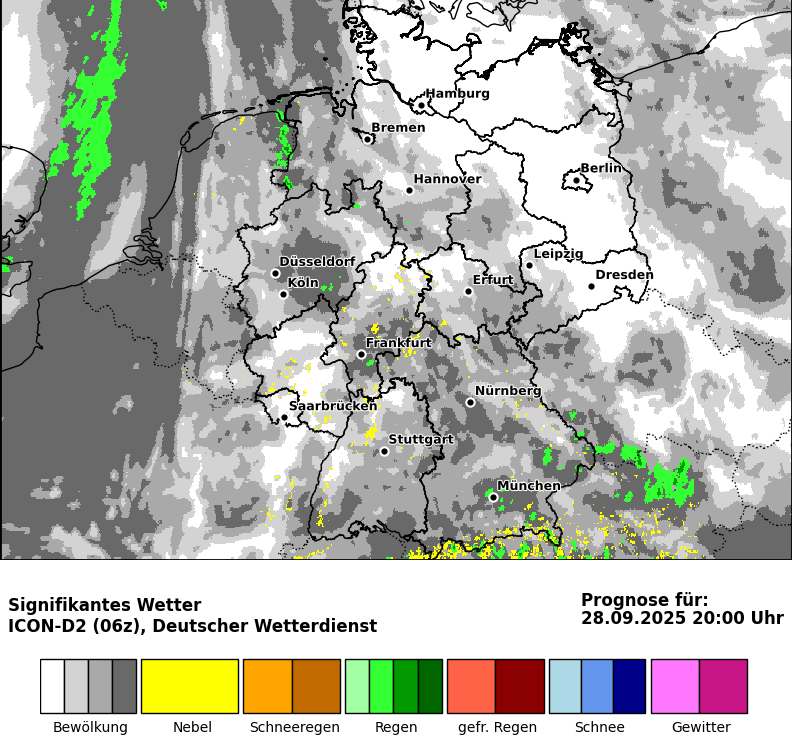 Hamburg
Bremen
Hannover
Berlin
Düsseldorf
Köln
Leipzig
Erfurt
Dresden
Frankfurt
Nürnberg
Saarbrücken
Stuttgart
München
Signifikantes Wetter
ICON-D2 (06z), Deutscher Wetterdienst
Prognose für:
28.09.2025 20:00 Uhr
Bewölkung Nebel Schneeregen Regen gefr. Regen Schnee Gewitter